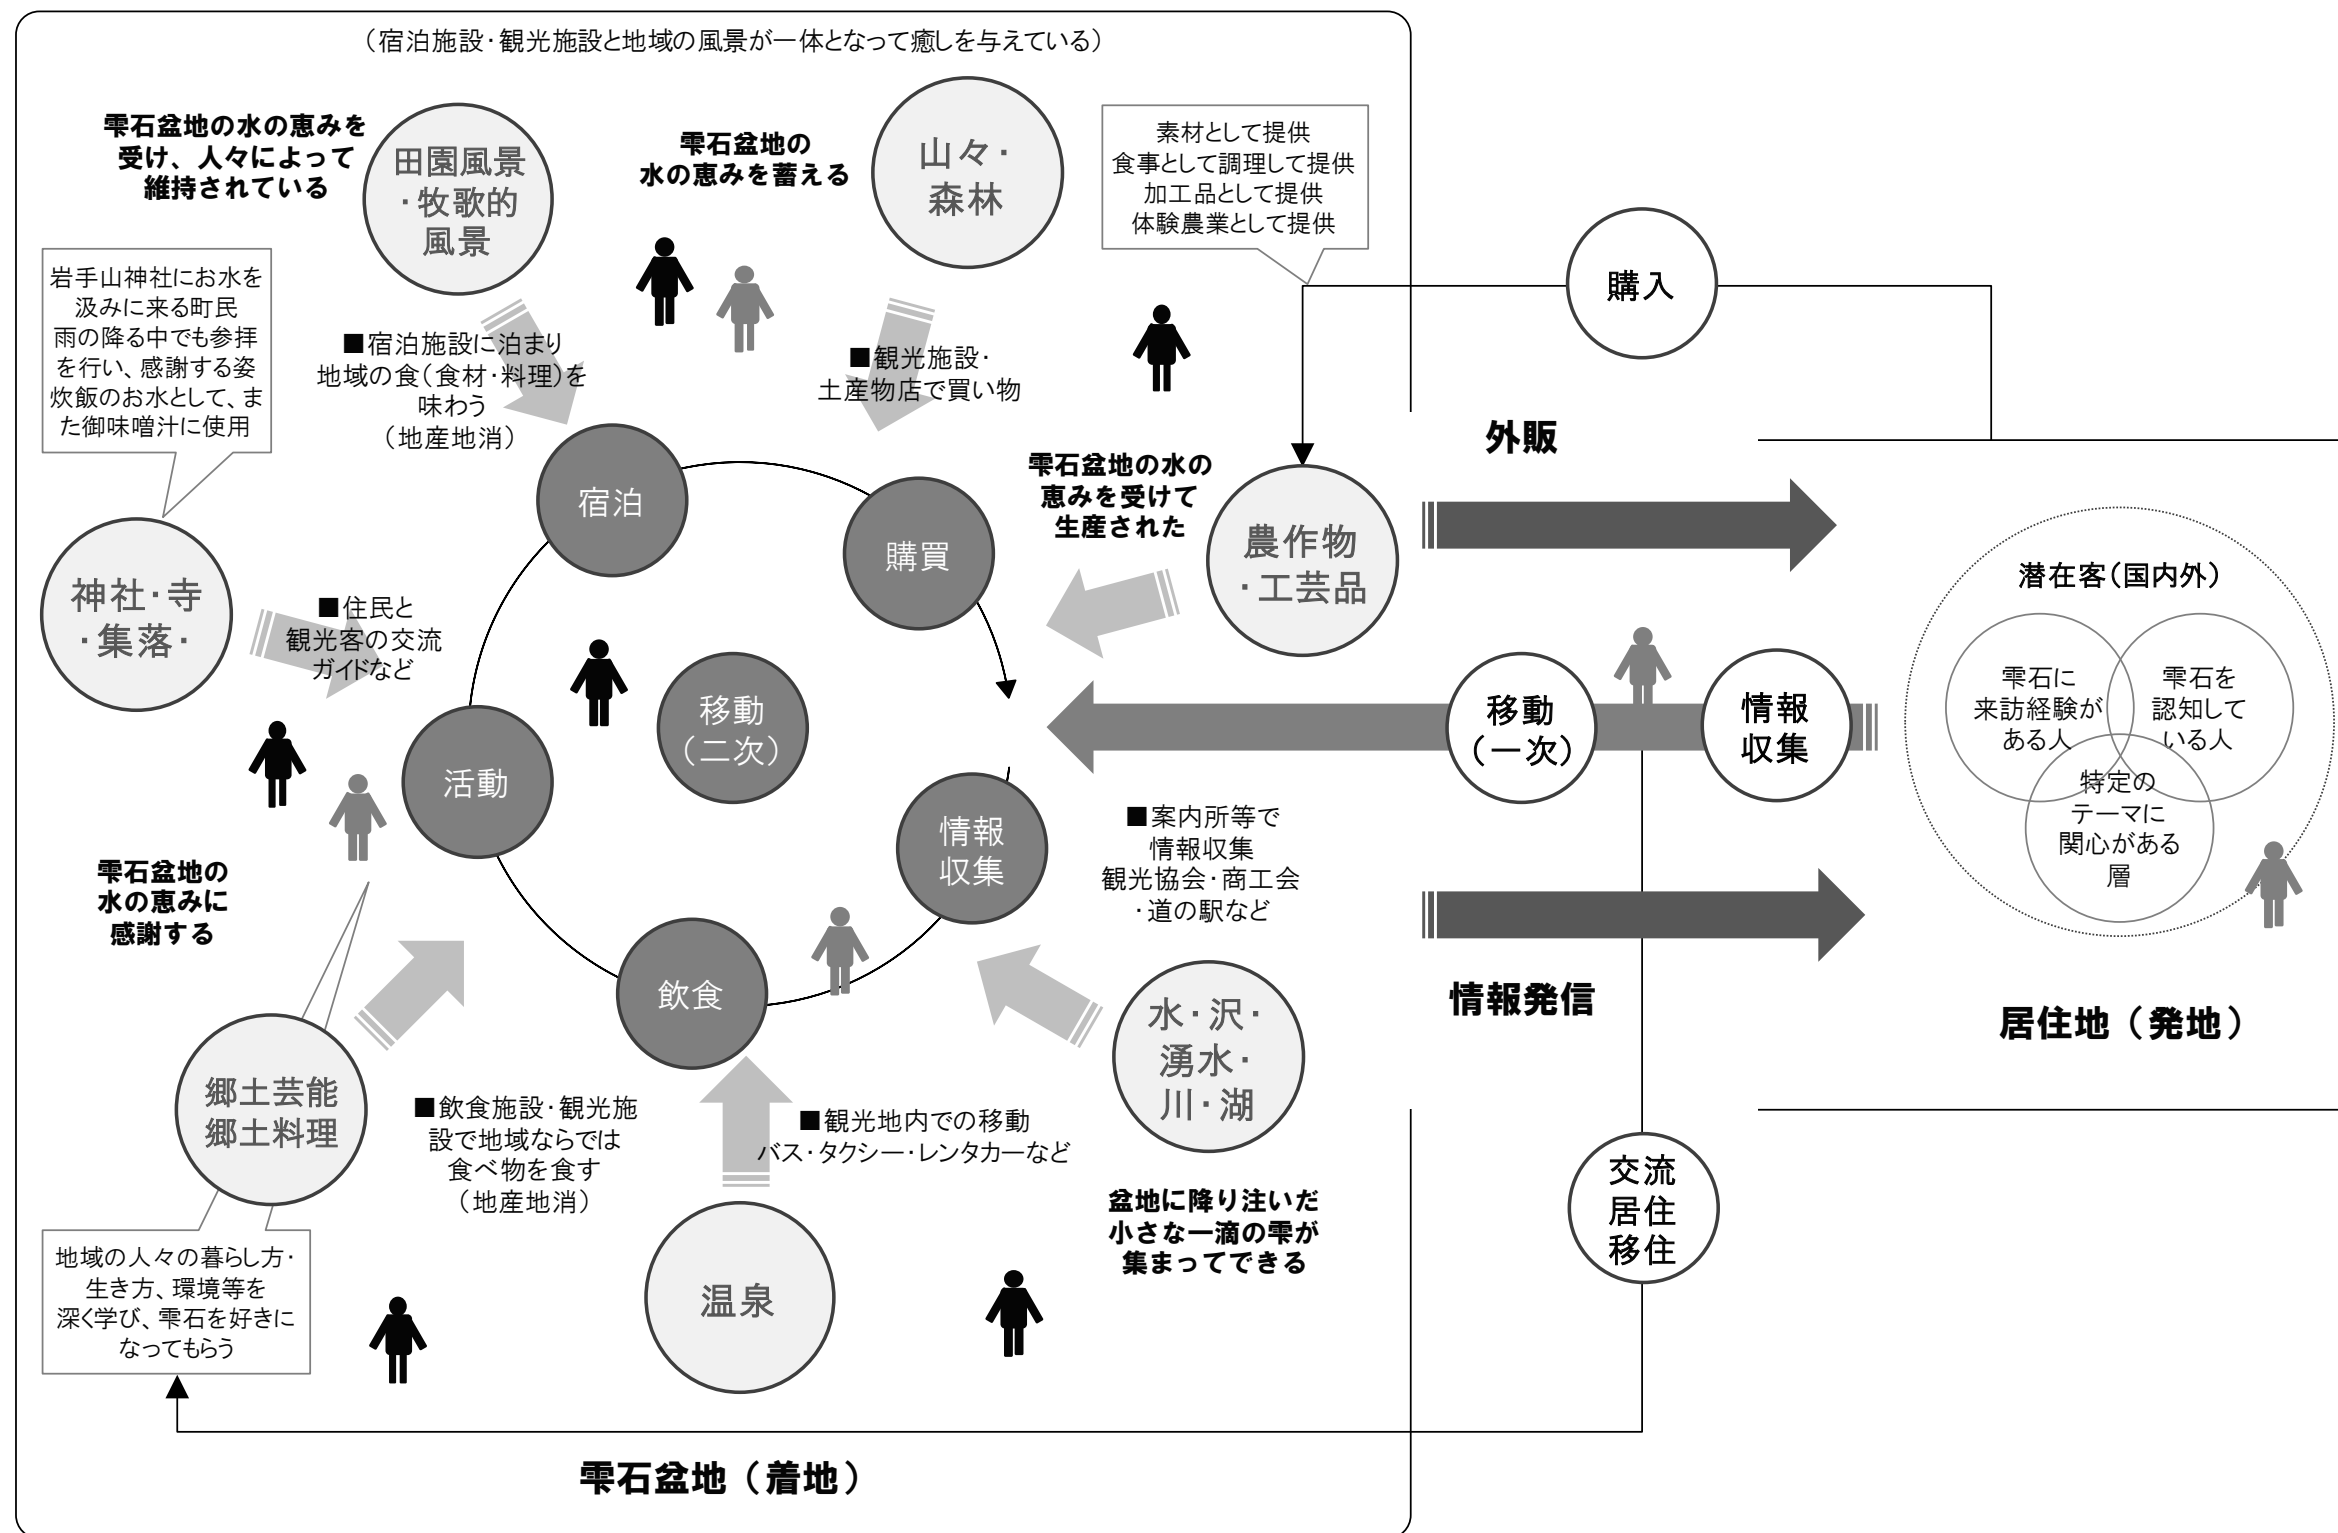 （宿泊施設・観光施設と地域の風景が一体となって癒しを与えている）
雫石盆地の水の恵みを
受け、人々によって
維持されている
田園風景
・牧歌的
風景
雫石盆地の
水の恵みを蓄える
山々・
森林
素材として提供
食事として調理して提供
加工品として提供
体験農業として提供
購入
岩手山神社にお水を
汲みに来る町民
雨の降る中でも参拝
を行い、感謝する姿
炊飯のお水として、ま
た御味噌汁に使用
■宿泊施設に泊まり
地域の食（食材・料理）を
味わう
（地産地消）
■観光施設・
土産物店で買い物
外販
雫石盆地の水の
恵みを受けて
生産された
農作物
・工芸品
宿泊
購買
神社・寺
・集落・
■住民と
観光客の交流
ガイドなど
移動
（二次）
活動
情報
収集
飲食
移動
（一次）
情報
収集
潜在客（国内外）
雫石に
来訪経験が
ある人
雫石を
認知して
いる人
特定の
テーマに
関心がある
層
居住地（発地）
■案内所等で
情報収集
観光協会・商工会
・道の駅など
情報発信
雫石盆地の
水の恵みに
感謝する
郷土芸能
郷土料理
■飲食施設・観光施
設で地域ならでは
食べ物を食す
（地産地消）
■観光地内での移動
バス・タクシー・レンタカーなど
水・沢・
湧水・
川・湖
盆地に降り注いだ
小さな一滴の雫が
集まってできる
交流
居住
移住
地域の人々の暮らし方・
生き方、環境等を
深く学び、雫石を好きに
なってもらう
温泉
雫石盆地（着地）